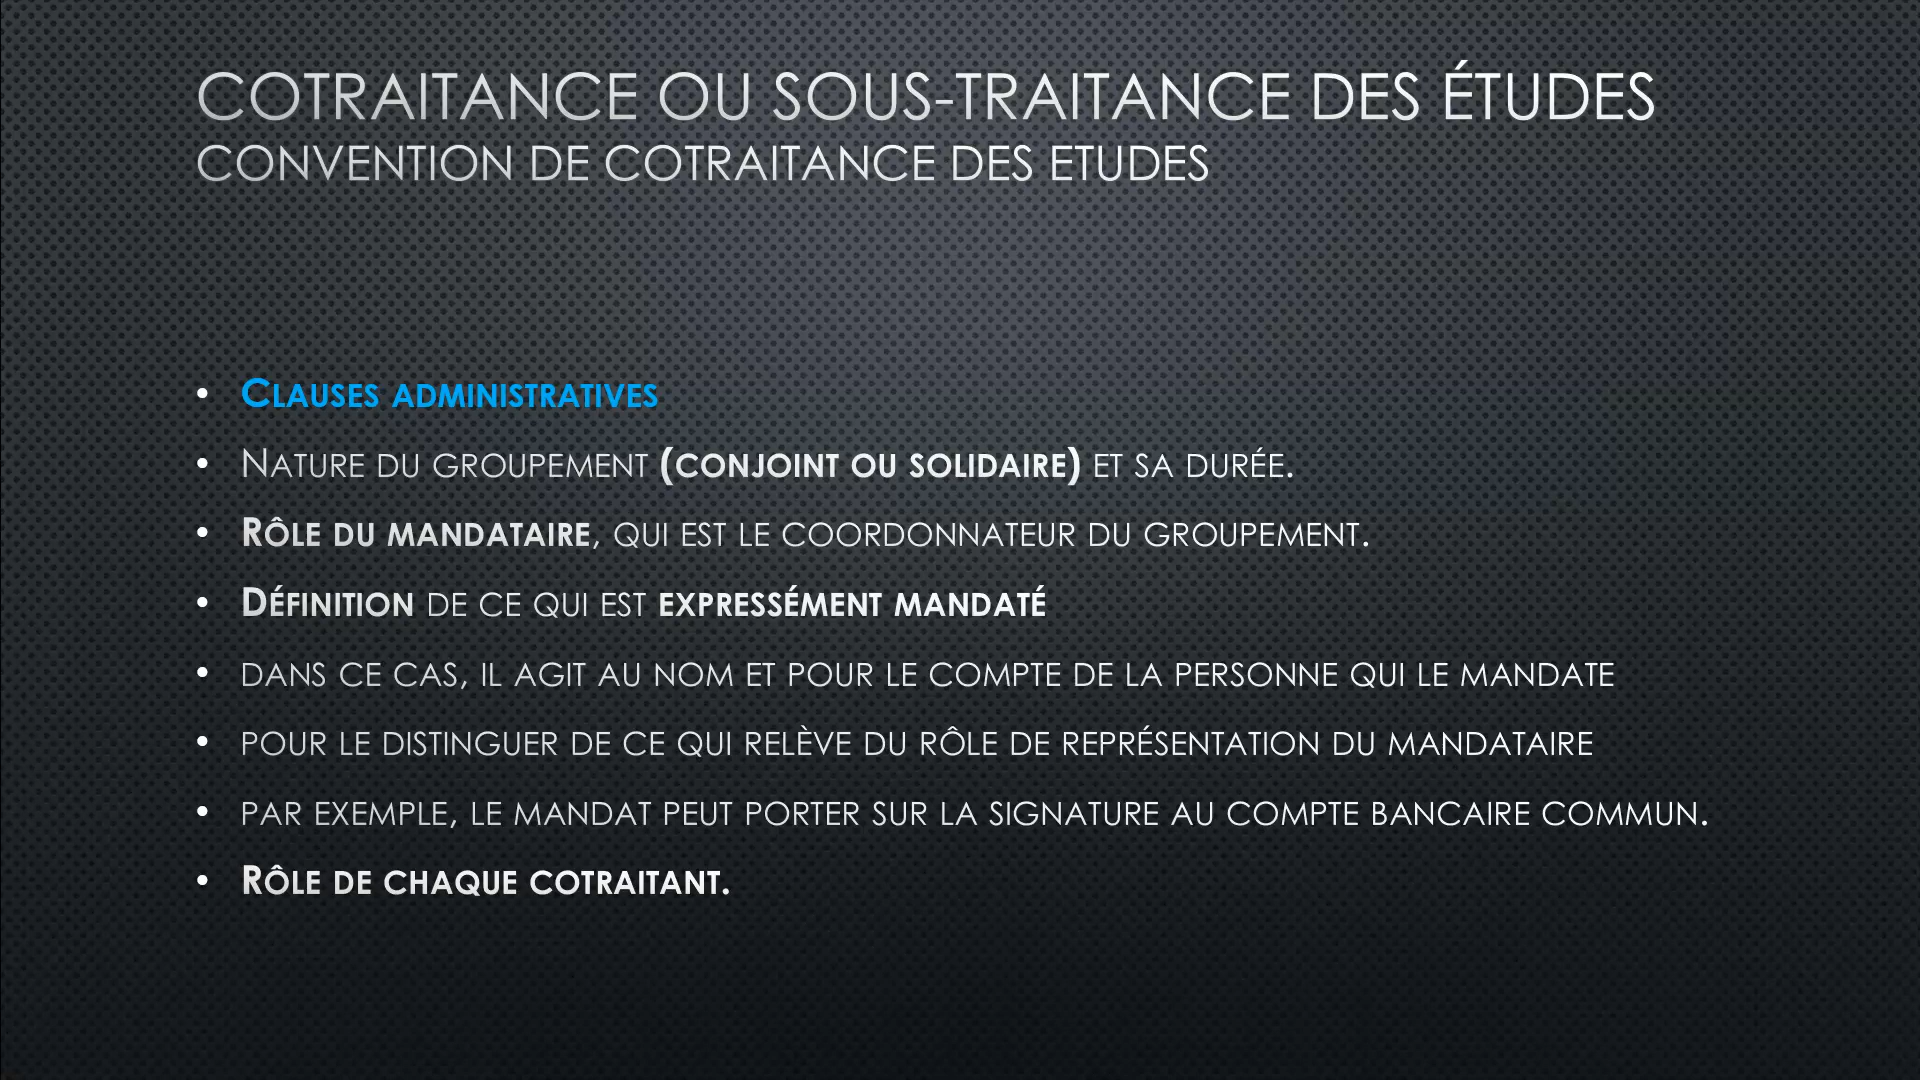 COTRAITANCE OU SOUS-TRAITANCE DES ÉTUDES
CONVENTION DE COTRAITANCE DES ETUDES
• CLAUSES ADMINISTRATIVES
• NATURE DU GROUPEMENT (CONJOINT OU SOLIDAIRE) ET SA DURÉE.
• RÔLE DU MANDATAIRE, QUI EST LE COORDONNATEUR DU GROUPEMENT.
• DÉFINITION DE CE QUI EST EXPRESSÉMENT MANDATÉ
• DANS CE CAS, IL AGIT AU NOM ET POUR LE COMPTE DE LA PERSONNE QUI LE MANDATE
• POUR LE DISTINGUER DE CE QUI RELÈVE DU RÔLE DE REPRÉSENTATION DU MANDATAIRE
• PAR EXEMPLE, LE MANDAT PEUT PORTER SUR LA SIGNATURE AU COMPTE BANCAIRE COMMUN.
• RÔLE DE CHAQUE COTRAITANT.